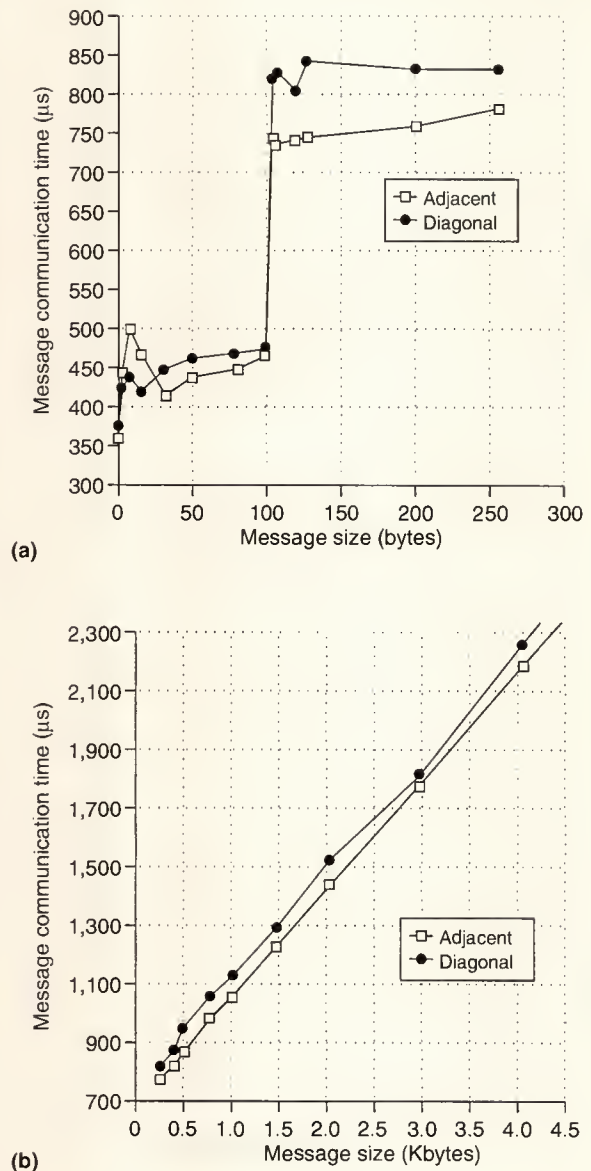 900
850
800
750
700
650
600
550
500
450
400
350
300
Message communication time (µs)
Adjacent
Diagonal
0 50 100 150 200 250 300
Message size (bytes)
(a)
2,300
2,100
1,900
1,700
1,500
1,300
1,100
900
700
Message communication time (µs)
Adjacent
Diagonal
0 0.5 1.0 1.5 2.0 2.5 3.0 3.5 4.0 4.5
Message size (Kbytes)
(b)